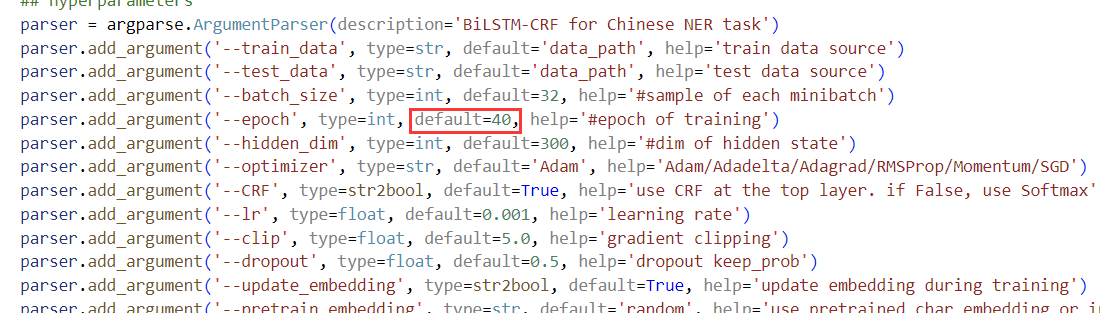 ## hyperparameters
parser = argparse.ArgumentParser(description='BiLSTM-CRF for Chinese NER task')
parser.add_argument('--train_data', type=str, default='data_path', help='train data source')
parser.add_argument('--test_data', type=str, default='data_path', help='test data source')
parser.add_argument('--batch_size', type=int, default=32, help='#sample of each minibatch')
parser.add_argument('--epoch', type=int, default=40, help='#epoch of training')
parser.add_argument('--hidden_dim', type=int, default=300, help='#dim of hidden state')
parser.add_argument('--optimizer', type=str, default='Adam', help='Adam/Adadelta/Adagrad/RMSProp/Momentum/SGD')
parser.add_argument('--CRF', type=str2bool, default=True, help='use CRF at the top layer. if False, use Softmax'
parser.add_argument('--lr', type=float, default=0.001, help='learning rate')
parser.add_argument('--clip', type=float, default=5.0, help='gradient clipping')
parser.add_argument('--dropout', type=float, default=0.5, help='dropout keep_prob')
parser.add_argument('--update_embedding', type=str2bool, default=True, help='update embedding during training')
parser.add_argument('--pretrain_embedding', type=str, default='random', help='use pretrained char embedding or